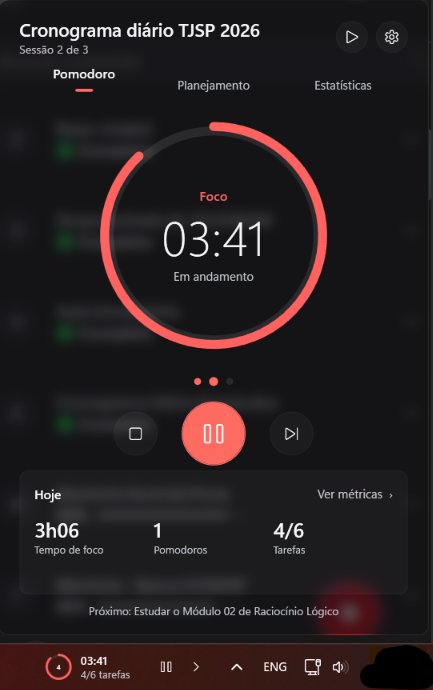 Cronograma diário TJSP 2026
Sessão 2 de 3
Pomodoro
Planejamento
Estatísticas
Foco
03:41
Em andamento
Hoje
Ver métricas
3h06
1
4/6
Tempo de foco
Pomodoros
Tarefas
Próximo: Estudar o Módulo 02 de Raciocínio Lógico
4
03:41
4/6 tarefas
ENG